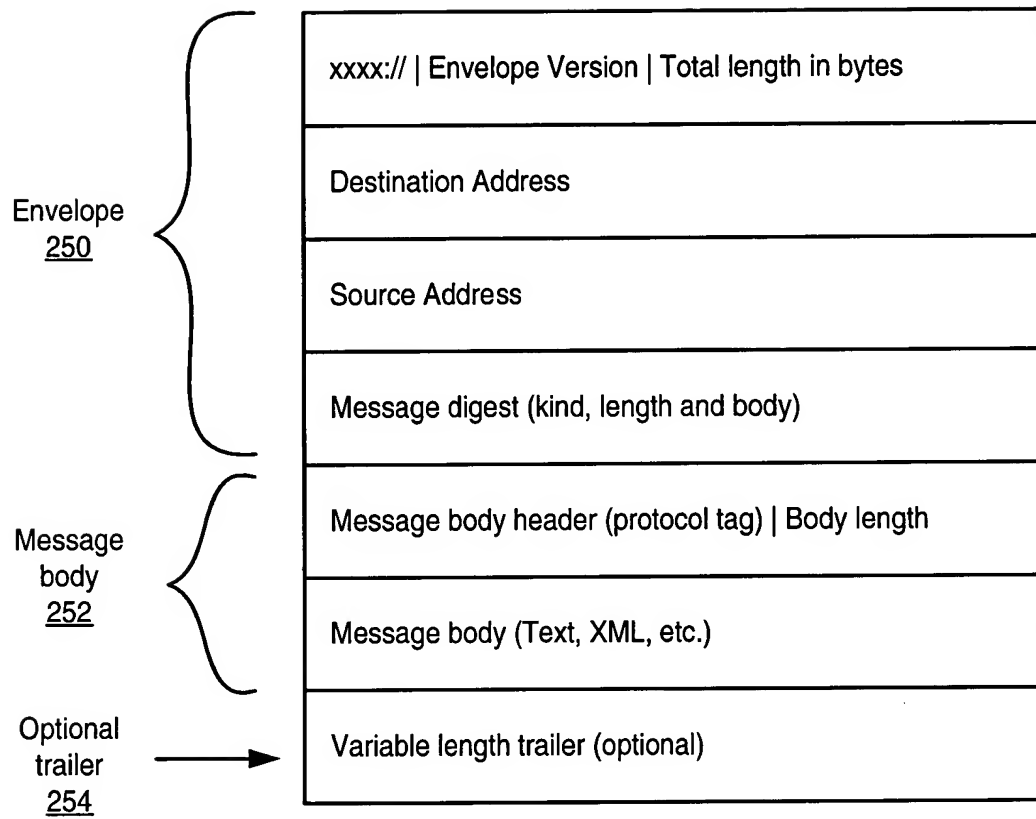 xxxx:// | Envelope Version | Total length in bytes
Destination Address
Envelope
250
Source Address
Message digest (kind, length and body)
Message body header (protocol tag) | Body length
Message
body
252
Message body (Text, XML, etc.)
Optional
trailer
254
Variable length trailer (optional)